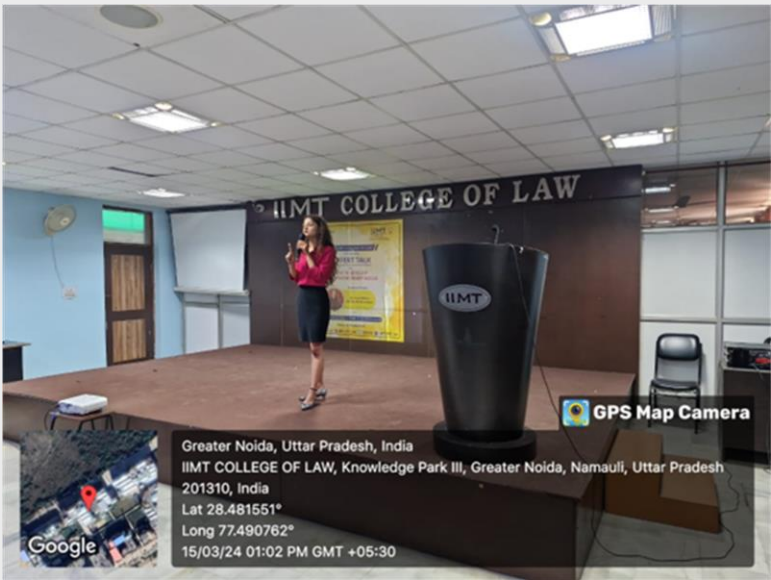 IIMT COLLEGE OF LAW
TALK
IIMT
GPS Map Camera
Greater Noida, Uttar Pradesh, India
IIMT COLLEGE OF LAW, Knowledge Park III, Greater Noida, Namauli, Uttar Pradesh
201310, India
Lat 28.481551°
Long 77.490762°
15/03/24 01:02 PM GMT +05:30
Google